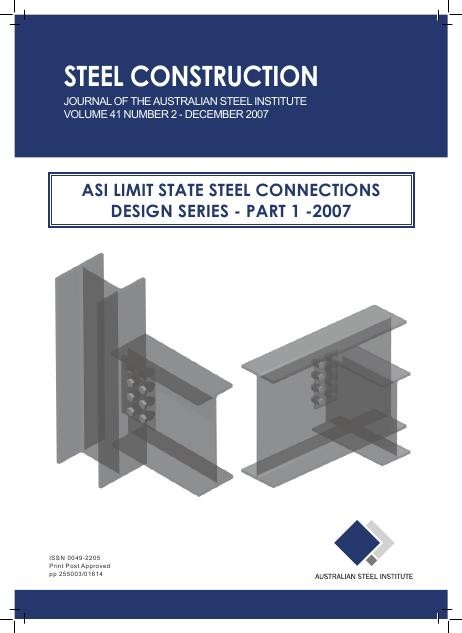 STEEL CONSTRUCTION
JOURNAL OF THE AUSTRALIAN STEEL INSTITUTE
VOLUME 41 NUMBER 2 - DECEMBER 2007
ASI LIMIT STATE STEEL CONNECTIONS
DESIGN SERIES - PART 1 -2007
ISSN 0049-2205
Print Post Approved
pp 255003/01614
AUSTRALIAN STEEL INSTITUTE